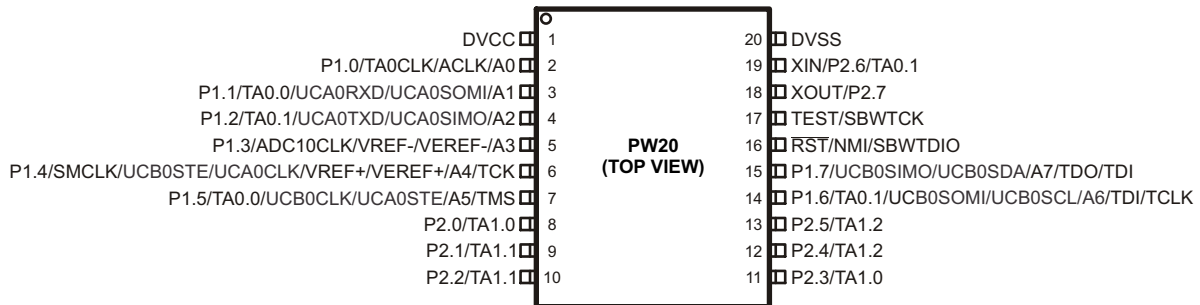 DVCC 1
P1.0/TA0CLK/ACLK/A0 2
P1.1/TA0.0/UCA0RXD/UCA0SOMI/A1 3
P1.2/TA0.1/UCA0TXD/UCA0SIMO/A2 4
P1.3/ADC10CLK/VREF-/VEREF-/A3 5
P1.4/SMCLK/UCB0STE/UCA0CLK/VREF+/VEREF+/A4/TCK 6
P1.5/TA0.0/UCB0CLK/UCA0STE/A5/TMS 7
P2.0/TA1.0 8
P2.1/TA1.1 9
P2.2/TA1.1 10
PW20
(TOP VIEW)
20 DVSS
19 XIN/P2.6/TA0.1
18 XOUT/P2.7
17 TEST/SBWTCK
16 RST/NMI/SBWTDIO
15 P1.7/UCB0SIMO/UCB0SDA/A7/TDO/TDI
14 P1.6/TA0.1/UCB0SOMI/UCB0SCL/A6/TDI/TCLK
13 P2.5/TA1.2
12 P2.4/TA1.2
11 P2.3/TA1.0